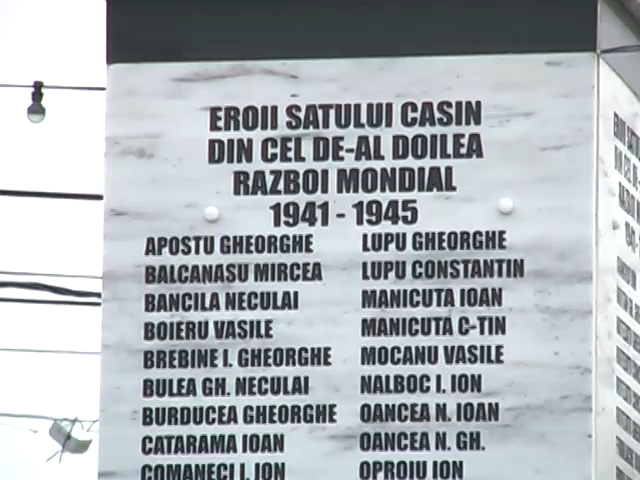 EROII SATULUI CASIN
DIN CEL DE-AL DOILEA
RAZBOI MONDIAL
1941 - 1945
APOSTU GHEORGHE
BALCANASU MIRCEA
BANCILA NECULAI
BOIERU VASILE
BREBINE I. GHEORGHE
BULEA GH. NECULAI
BURDUCEA GHEORGHE
CATARAMA IOAN
COMANECI I. ION
LUPU GHEORGHE
LUPU CONSTANTIN
MANICUTA IOAN
MANICUTA C-TIN
MOCANU VASILE
NALBOC I. ION
OANCEA N. IOAN
OANCEA N. GH.
OPROIU ION